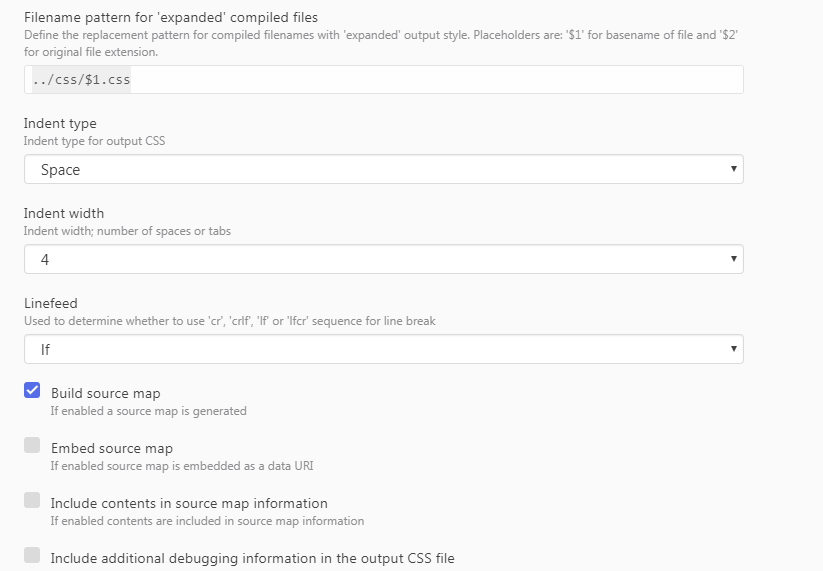 Filename pattern for 'expanded' compiled files
Define the replacement pattern for compiled filenames with 'expanded' output style. Placeholders are: '$1' for basename of file and '$2'
for original file extension.
../css/$1.css
Indent type
Indent type for output CSS
Space
Indent width
Indent width; number of spaces or tabs
4
Linefeed
Used to determine whether to use 'cr', 'crlf', 'lf' or 'lfcr' sequence for line break
lf
Build source map
If enabled a source map is generated
Embed source map
If enabled source map is embedded as a data URI
Include contents in source map information
If enabled contents are included in source map information
Include additional debugging information in the output CSS file